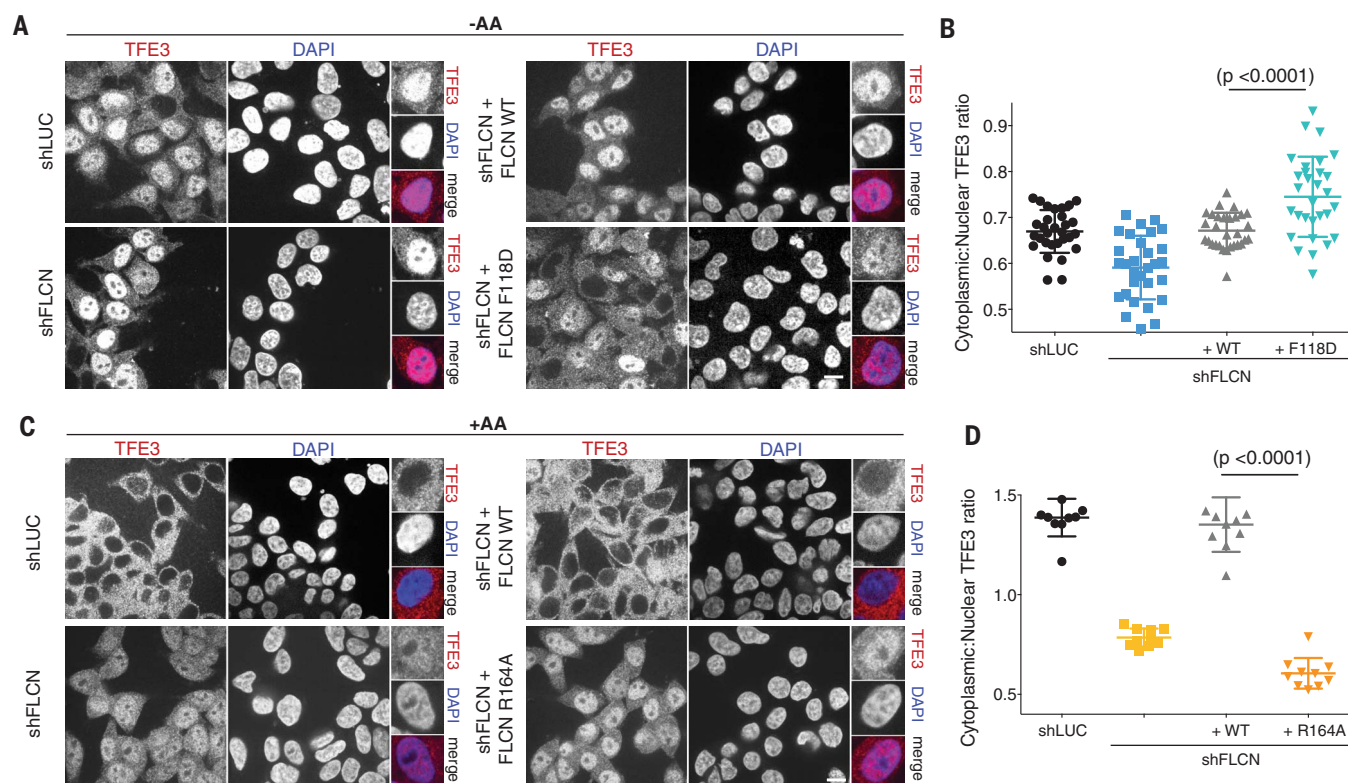 A
-AA
TFE3
DAPI
TFE3
DAPI
shLUC
TFE3
DAPI
merge
shFLCN +
FLCN WT
TFE3
DAPI
merge
shFLCN
TFE3
DAPI
merge
shFLCN +
FLCN F118D
TFE3
DAPI
merge
B
(p <0.0001)
Cytoplasmic:Nuclear TFE3 ratio
0.9
0.8
0.7
0.6
0.5
shLUC
+ WT
+ F118D
shFLCN
C
+AA
TFE3
DAPI
TFE3
DAPI
shLUC
TFE3
DAPI
merge
shFLCN +
FLCN WT
TFE3
DAPI
merge
shFLCN
TFE3
DAPI
merge
shFLCN +
FLCN R164A
TFE3
DAPI
merge
D
(p <0.0001)
Cytoplasmic:Nuclear TFE3 ratio
1.5
1.0
0.5
shLUC
+ WT
+ R164A
shFLCN